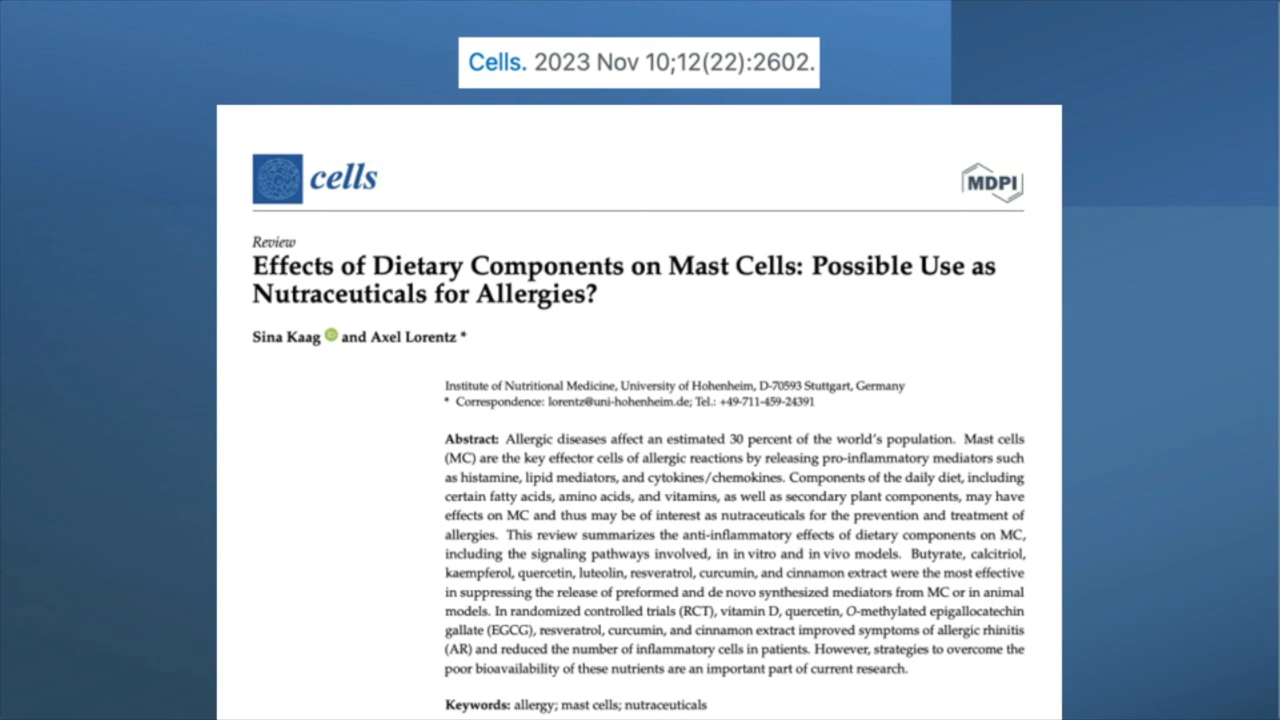 Cells. 2023 Nov 10;12(22):2602.
cells
MDPI
Review
Effects of Dietary Components on Mast Cells: Possible Use as
Nutraceuticals for Allergies?
Sina Kaag and Axel Lorentz *
Institute of Nutritional Medicine, University of Hohenheim, D-70593 Stuttgart, Germany
* Correspondence: lorentz@uni-hohenheim.de; Tel.: +49-711-459-24391
Abstract: Allergic diseases affect an estimated 30 percent of the world's population. Mast cells
(MC) are the key effector cells of allergic reactions by releasing pro-inflammatory mediators such
as histamine, lipid mediators, and cytokines/chemokines. Components of the daily diet, including
certain fatty acids, amino acids, and vitamins, as well as secondary plant components, may have
effects on MC and thus may be of interest as nutraceuticals for the prevention and treatment of
allergies. This review summarizes the anti-inflammatory effects of dietary components on MC,
including the signaling pathways involved, in in vitro and in vivo models. Butyrate, calcitriol,
kaempferol, quercetin, luteolin, resveratrol, curcumin, and cinnamon extract were the most effective
in suppressing the release of preformed and de novo synthesized mediators from MC or in animal
models. In randomized controlled trials (RCT), vitamin D, quercetin, O-methylated epigallocatechin
gallate (EGCG), resveratrol, curcumin, and cinnamon extract improved symptoms of allergic rhinitis
(AR) and reduced the number of inflammatory cells in patients. However, strategies to overcome the
poor bioavailability of these nutrients are an important part of current research.
Keywords: allergy; mast cells; nutraceuticals